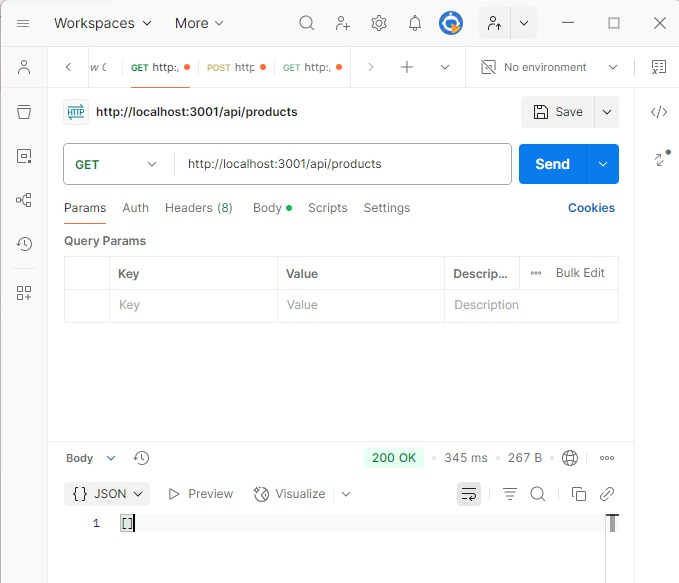 Workspaces More
GET http:/ POST http GET http:/ No environment
HTTP http://localhost:3001/api/products Save
GET http://localhost:3001/api/products Send
Params Auth Headers (8) Body Scripts Settings Cookies
Query Params
Key Value Descrip... Bulk Edit
Key Value Description
Body 200 OK 345 ms 267 B
{} JSON Preview Visualize
1 []